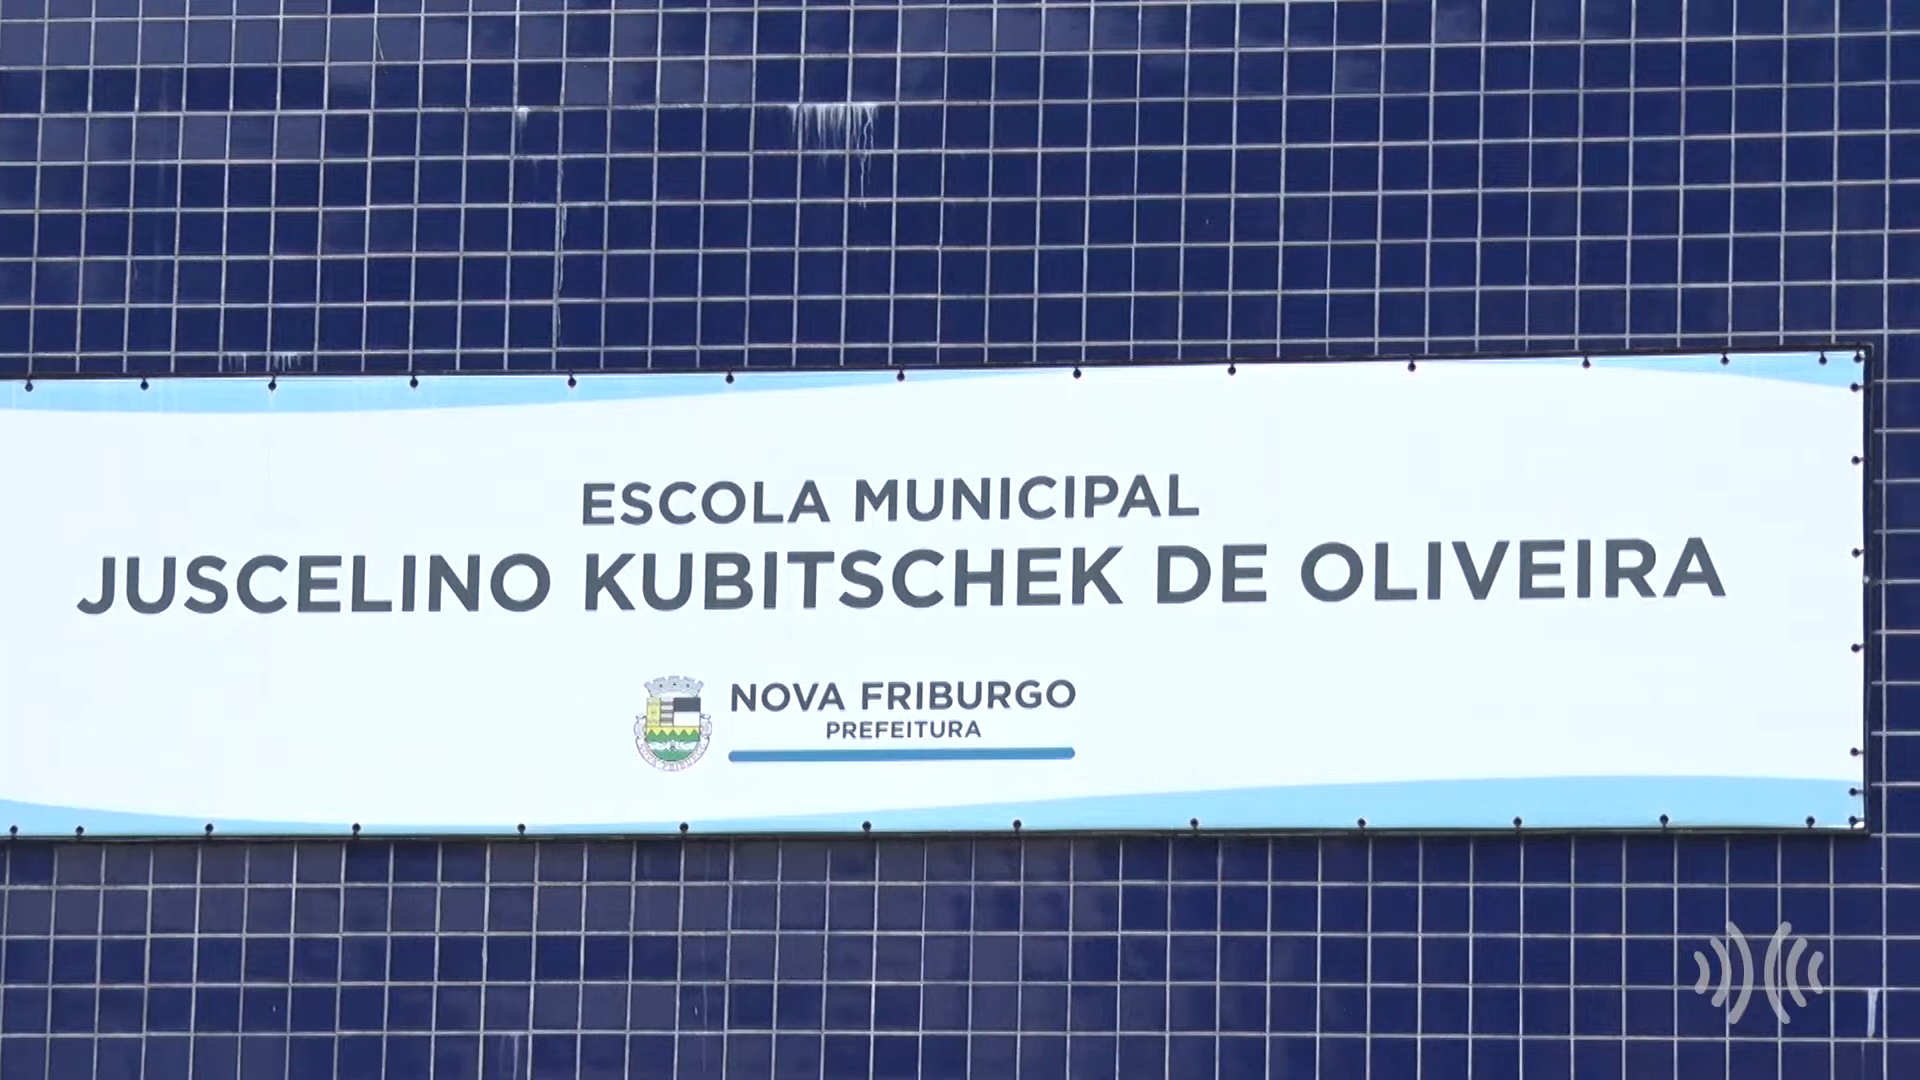 ESCOLA MUNICIPAL
JUSCELINO KUBITSCHEK DE OLIVEIRA
NOVA FRIBURGO
PREFEITURA